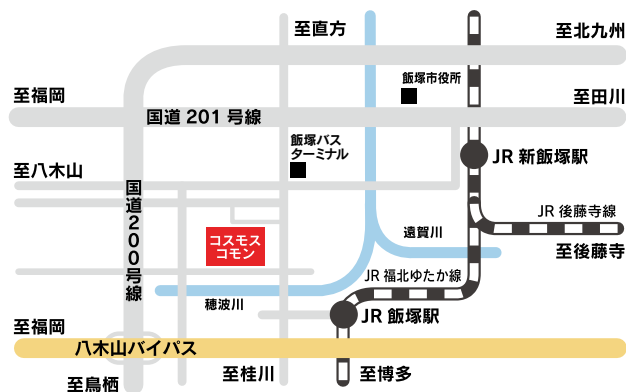 至直方
至北九州
飯塚市役所
至福岡
至田川
国道201号線
飯塚バス
ターミナル
JR 新飯塚駅
至八木山
国道200号線
JR 後藤寺線
コスモス
コモン
遠賀川
至後藤寺
JR 福北ゆたか線
穂波川
JR 飯塚駅
至福岡
八木山バイパス
至鳥栖
至桂川
至博多